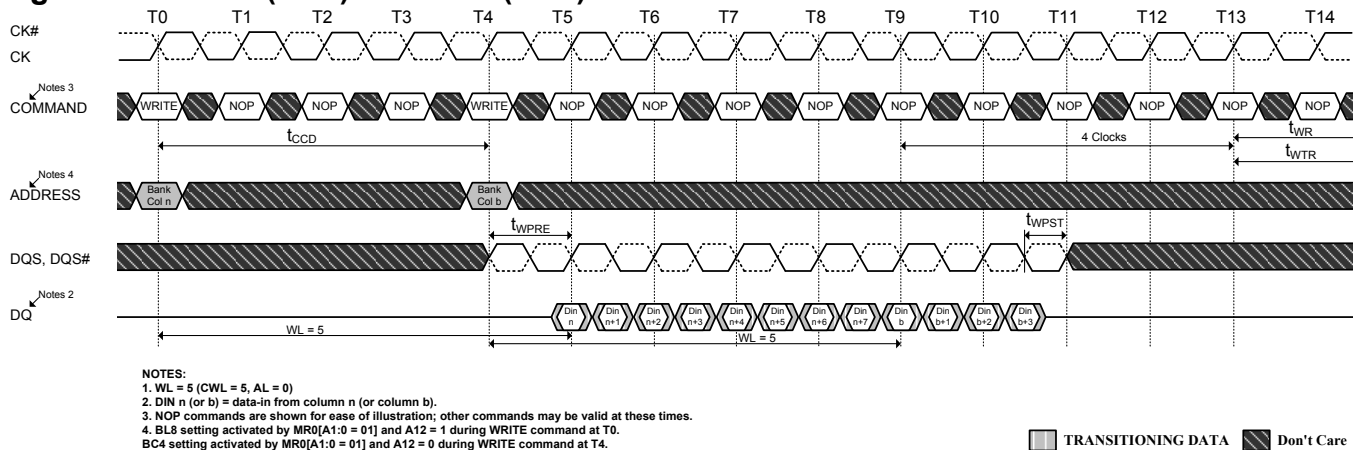 T0 T1 T2 T3 T4 T5 T6 T7 T8 T9 T10 T11 T12 T13 T14
CK#
CK
Notes 3
COMMAND
WRITE NOP NOP NOP WRITE NOP NOP NOP NOP NOP NOP NOP NOP NOP NOP
tCCD
4 Clocks
tWR
tWTR
Notes 4
ADDRESS
Bank Col n
Bank Col b
tWPRE
tWPST
DQS, DQS#
Notes 2
DQ
Din n Din n+1 Din n+2 Din n+3 Din n+4 Din n+5 Din n+6 Din n+7 Din b Din b+1 Din b+2 Din b+3
WL = 5
WL = 5
NOTES:
1. WL = 5 (CWL = 5, AL = 0)
2. DIN n (or b) = data-in from column n (or column b).
3. NOP commands are shown for ease of illustration; other commands may be valid at these times.
4. BL8 setting activated by MR0[A1:0 = 01] and A12 = 1 during WRITE command at T0.
BC4 setting activated by MR0[A1:0 = 01] and A12 = 0 during WRITE command at T4.
TRANSITIONING DATA Don't Care